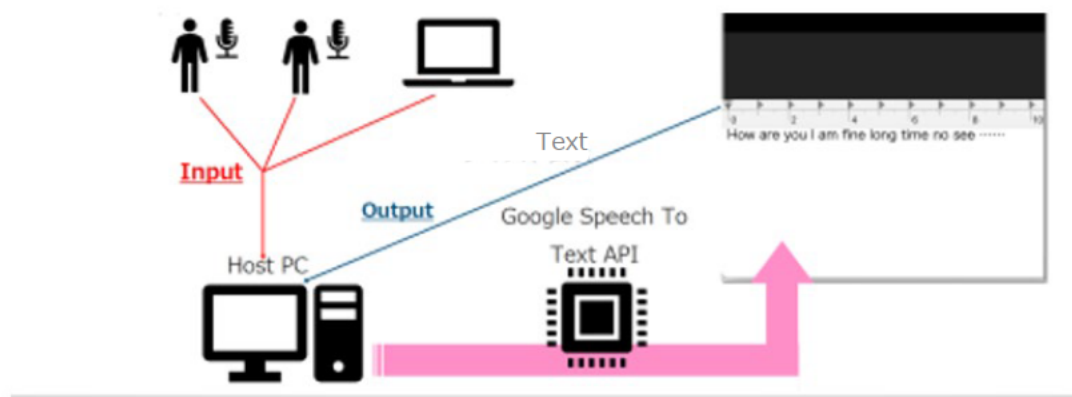 0 2 4 6 8 10
How are you I am fine long time no see ⋯⋯
Text
Input
Output
Google Speech To
Text API
Host PC